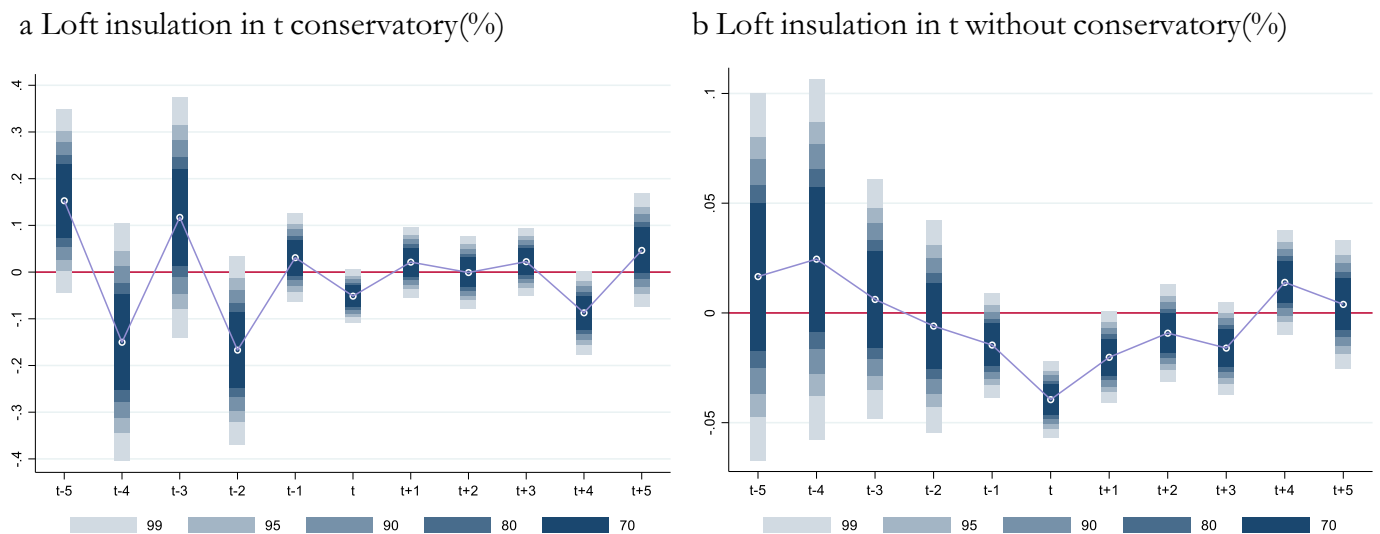 a Loft insulation in t conservatory(%)
.4
.3
.2
.1
0
-.1
-.2
-.3
-.4
t-5 t-4 t-3 t-2 t-1 t t+1 t+2 t+3 t+4 t+5
99 95 90 80 70
b Loft insulation in t without conservatory(%)
.1
.05
0
-.05
t-5 t-4 t-3 t-2 t-1 t t+1 t+2 t+3 t+4 t+5
99 95 90 80 70